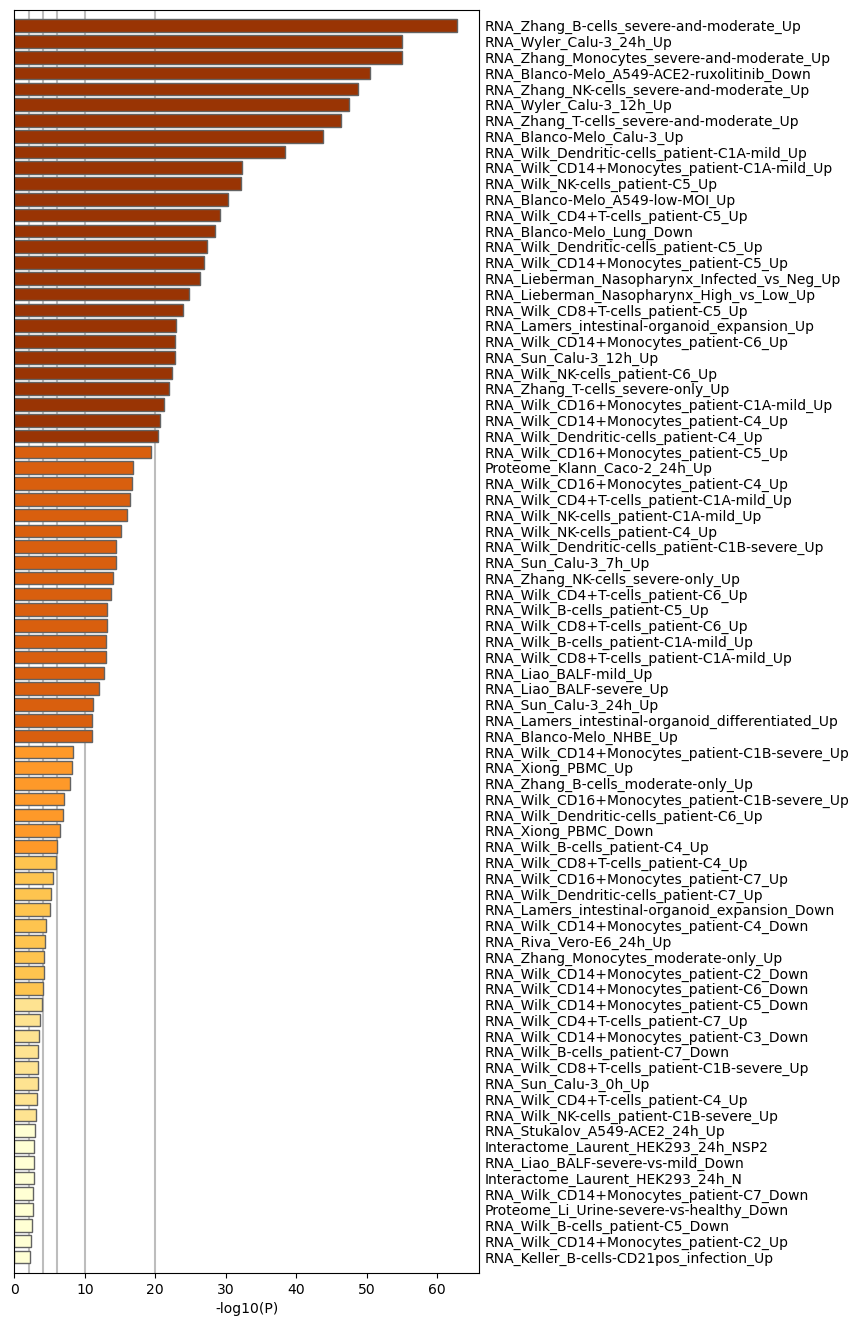 RNA_Zhang_B-cells_severe-and-moderate_Up
RNA_Wyler_Calu-3_24h_Up
RNA_Zhang_Monocytes_severe-and-moderate_Up
RNA_Blanco-Melo_A549-ACE2-ruxolitinib_Down
RNA_Zhang_NK-cells_severe-and-moderate_Up
RNA_Wyler_Calu-3_12h_Up
RNA_Zhang_T-cells_severe-and-moderate_Up
RNA_Blanco-Melo_Calu-3_Up
RNA_Wilk_Dendritic-cells_patient-C1A-mild_Up
RNA_Wilk_CD14+Monocytes_patient-C1A-mild_Up
RNA_Wilk_NK-cells_patient-C5_Up
RNA_Blanco-Melo_A549-low-MOI_Up
RNA_Wilk_CD4+T-cells_patient-C5_Up
RNA_Blanco-Melo_Lung_Down
RNA_Wilk_Dendritic-cells_patient-C5_Up
RNA_Wilk_CD14+Monocytes_patient-C5_Up
RNA_Lieberman_Nasopharynx_Infected_vs_Neg_Up
RNA_Lieberman_Nasopharynx_High_vs_Low_Up
RNA_Wilk_CD8+T-cells_patient-C5_Up
RNA_Lamers_intestinal-organoid_expansion_Up
RNA_Wilk_CD14+Monocytes_patient-C6_Up
RNA_Sun_Calu-3_12h_Up
RNA_Wilk_NK-cells_patient-C6_Up
RNA_Zhang_T-cells_severe-only_Up
RNA_Wilk_CD16+Monocytes_patient-C1A-mild_Up
RNA_Wilk_CD14+Monocytes_patient-C4_Up
RNA_Wilk_Dendritic-cells_patient-C4_Up
RNA_Wilk_CD16+Monocytes_patient-C5_Up
Proteome_Klann_Caco-2_24h_Up
RNA_Wilk_CD16+Monocytes_patient-C4_Up
RNA_Wilk_CD4+T-cells_patient-C1A-mild_Up
RNA_Wilk_NK-cells_patient-C1A-mild_Up
RNA_Wilk_NK-cells_patient-C4_Up
RNA_Wilk_Dendritic-cells_patient-C1B-severe_Up
RNA_Sun_Calu-3_7h_Up
RNA_Zhang_NK-cells_severe-only_Up
RNA_Wilk_CD4+T-cells_patient-C6_Up
RNA_Wilk_B-cells_patient-C5_Up
RNA_Wilk_CD8+T-cells_patient-C6_Up
RNA_Wilk_B-cells_patient-C1A-mild_Up
RNA_Wilk_CD8+T-cells_patient-C1A-mild_Up
RNA_Liao_BALF-mild_Up
RNA_Liao_BALF-severe_Up
RNA_Sun_Calu-3_24h_Up
RNA_Lamers_intestinal-organoid_differentiated_Up
RNA_Blanco-Melo_NHBE_Up
RNA_Wilk_CD14+Monocytes_patient-C1B-severe_Up
RNA_Xiong_PBMC_Up
RNA_Zhang_B-cells_moderate-only_Up
RNA_Wilk_CD16+Monocytes_patient-C1B-severe_Up
RNA_Wilk_Dendritic-cells_patient-C6_Up
RNA_Xiong_PBMC_Down
RNA_Wilk_B-cells_patient-C4_Up
RNA_Wilk_CD8+T-cells_patient-C4_Up
RNA_Wilk_CD16+Monocytes_patient-C7_Up
RNA_Wilk_Dendritic-cells_patient-C7_Up
RNA_Lamers_intestinal-organoid_expansion_Down
RNA_Wilk_CD14+Monocytes_patient-C4_Down
RNA_Riva_Vero-E6_24h_Up
RNA_Zhang_Monocytes_moderate-only_Up
RNA_Wilk_CD14+Monocytes_patient-C2_Down
RNA_Wilk_CD14+Monocytes_patient-C6_Down
RNA_Wilk_CD14+Monocytes_patient-C5_Down
RNA_Wilk_CD4+T-cells_patient-C7_Up
RNA_Wilk_CD14+Monocytes_patient-C3_Down
RNA_Wilk_B-cells_patient-C7_Down
RNA_Wilk_CD8+T-cells_patient-C1B-severe_Up
RNA_Sun_Calu-3_0h_Up
RNA_Wilk_CD4+T-cells_patient-C4_Up
RNA_Wilk_NK-cells_patient-C1B-severe_Up
RNA_Stukalov_A549-ACE2_24h_Up
Interactome_Laurent_HEK293_24h_NSP2
RNA_Liao_BALF-severe-vs-mild_Down
Interactome_Laurent_HEK293_24h_N
RNA_Wilk_CD14+Monocytes_patient-C7_Down
Proteome_Li_Urine-severe-vs-healthy_Down
RNA_Wilk_B-cells_patient-C5_Down
RNA_Wilk_CD14+Monocytes_patient-C2_Up
RNA_Keller_B-cells-CD21pos_infection_Up
0 10 20 30 40 50 60
-log10(P)